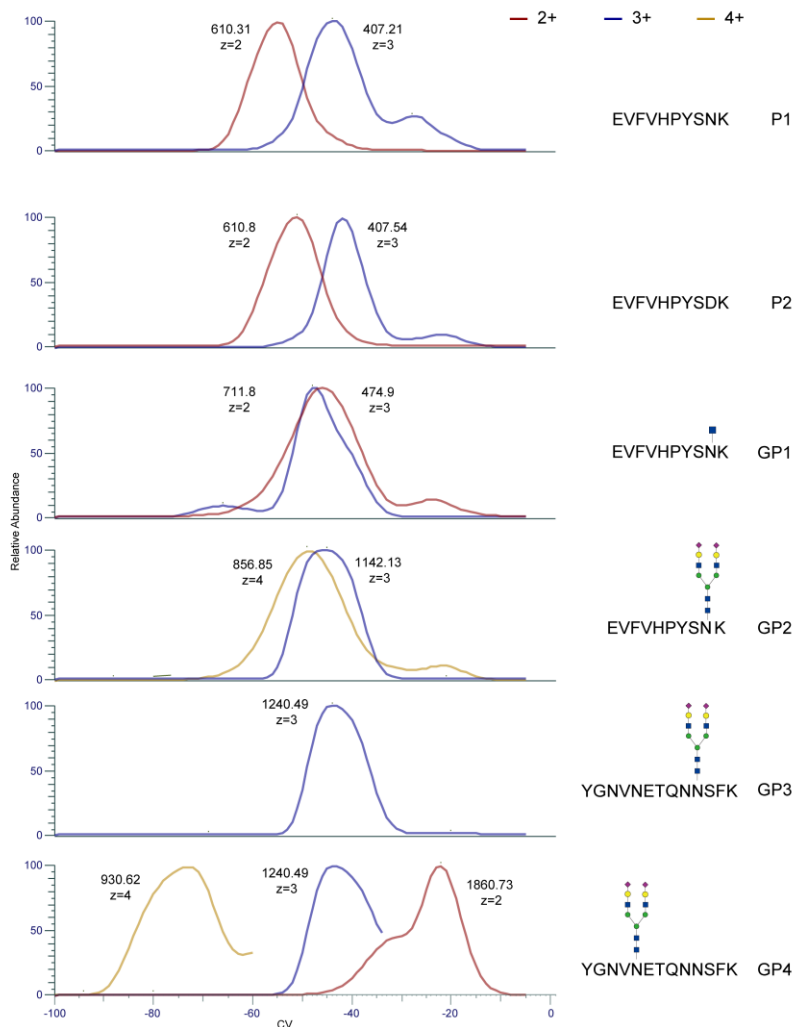 2+ 3+ 4+
100
50
0
610.31
z=2
407.21
z=3
EVFVHPYSNK P1
100
50
0
610.8
z=2
407.54
z=3
EVFVHPYSDK P2
100
50
0
711.8
z=2
474.9
z=3
EVFVHPYSNK GP1
Relative Abundance
100
50
0
856.85
z=4
1142.13
z=3
EVFVHPYSNK GP2
100
50
0
1240.49
z=3
YGNVNETQNNSFK GP3
100
50
0
930.62
z=4
1240.49
z=3
1860.73
z=2
YGNVNETQNNSFK GP4
-100 -80 -60 -40 -20 0
CV